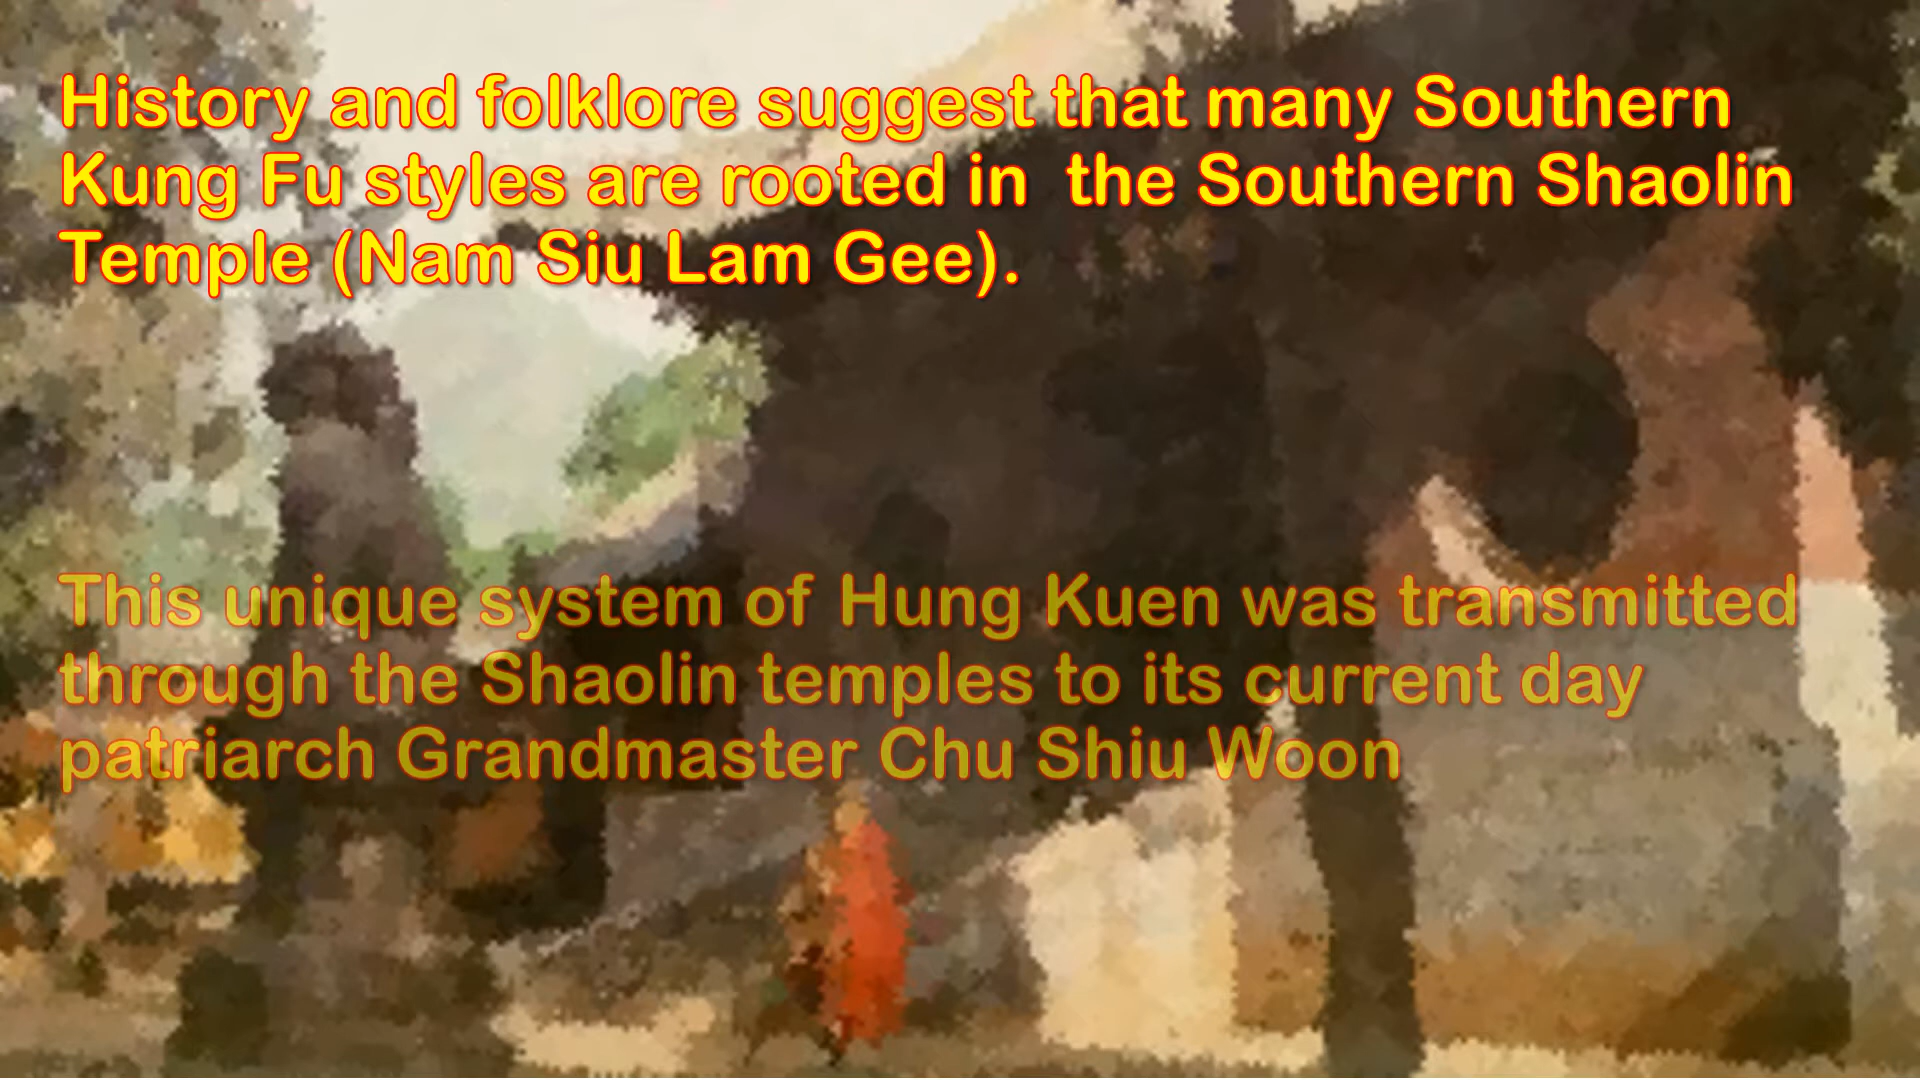 History and folklore suggest that many Southern
Kung Fu styles are rooted in  the Southern Shaolin
Temple (Nam Siu Lam Gee).
This unique system of Hung Kuen was transmitted
through the Shaolin temples to its current day
patriarch Grandmaster Chu Shiu Woon